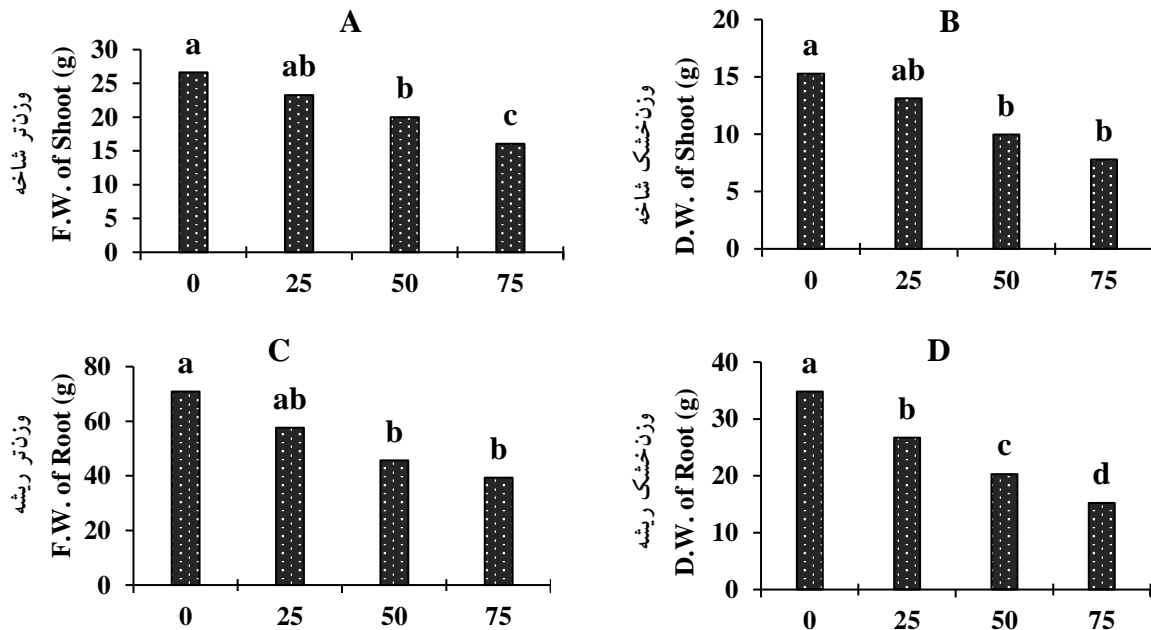 A
وزن‌تر شاخه
F.W. of Shoot (g)
30
25
20
15
10
5
0
a
ab
b
c
0 25 50 75
B
وزن‌خشک شاخه
D.W. of Shoot (g)
20
15
10
5
0
a
ab
b
b
0 25 50 75
C
وزن‌تر ریشه
F.W. of Root (g)
80
60
40
20
0
a
ab
b
b
0 25 50 75
D
وزن‌خشک ریشه
D.W. of Root (g)
40
30
20
10
0
a
b
c
d
0 25 50 75